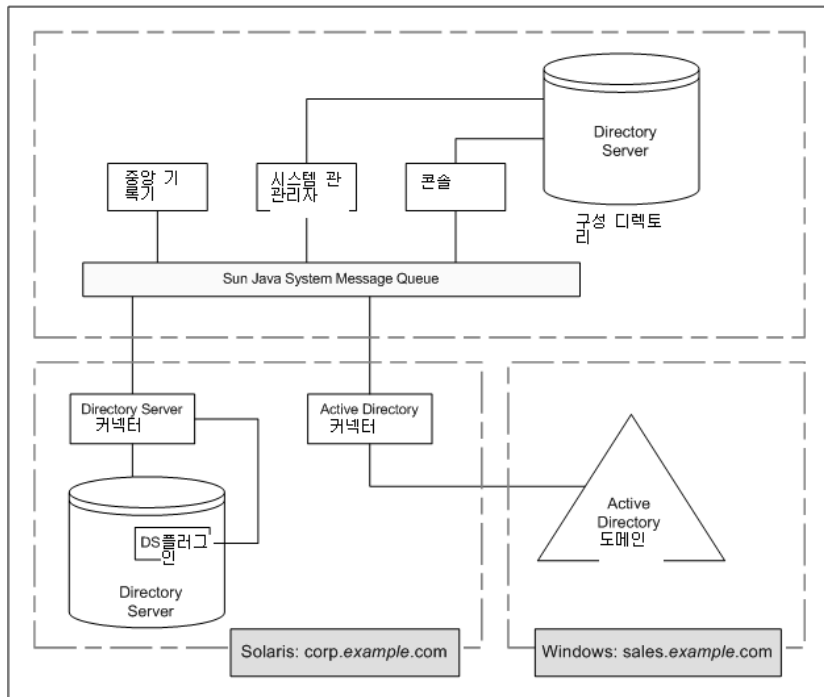 Directory
Server
중앙 기
록기
시스템 관
관리자
콘솔
구성 디렉토
리
Sun Java System Message Queue
Directory Server
커넥터
Active Directory
커넥터
DS플러그
인
Directory
Server
Active
Directory
도메인
Solaris: corp.example.com
Windows: sales.example.com